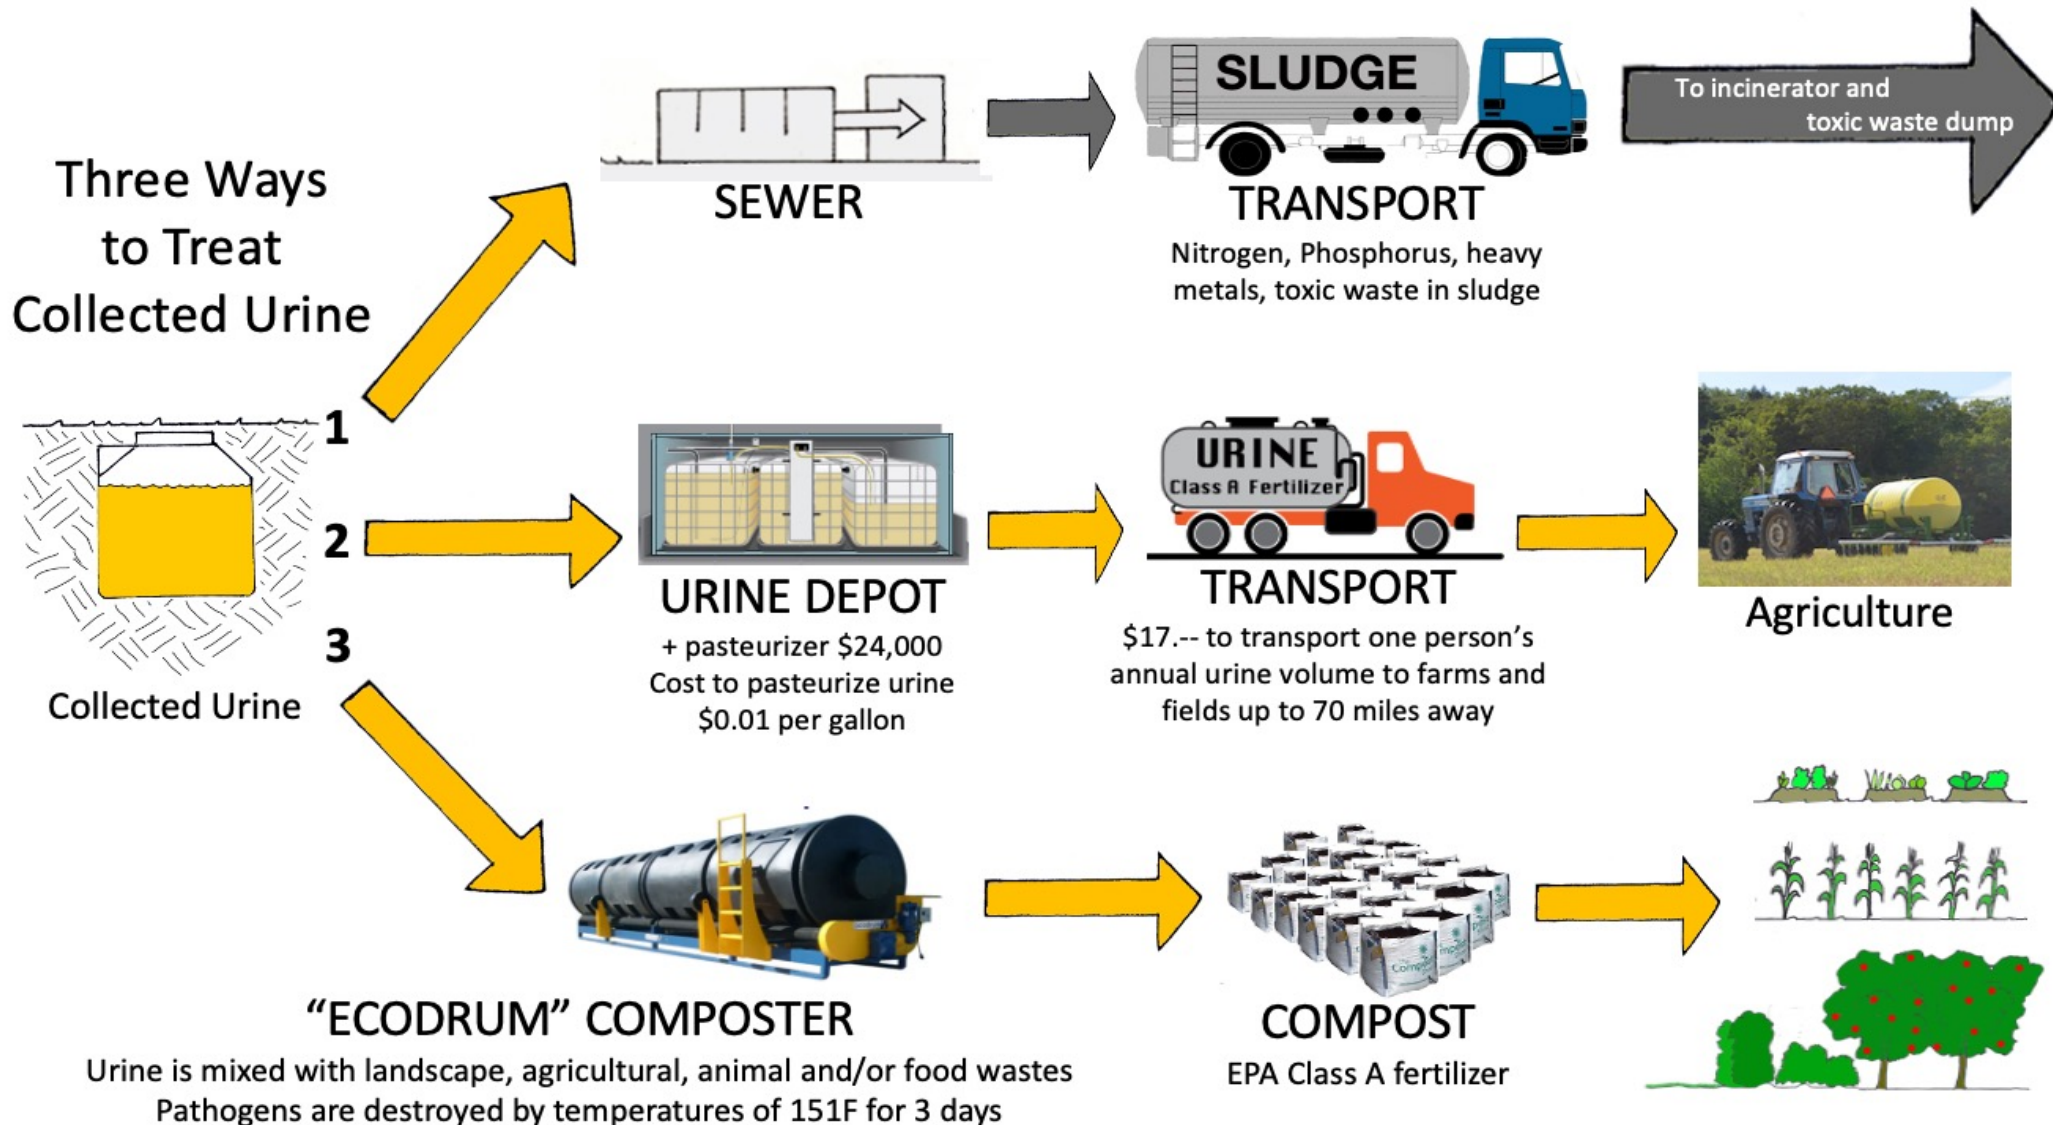 Three Ways
to Treat
Collected Urine
1
2
3
Collected Urine
SEWER
SLUDGE
TRANSPORT
Nitrogen, Phosphorus, heavy
metals, toxic waste in sludge
To incinerator and
toxic waste dump
URINE DEPOT
+ pasteurizer $24,000
Cost to pasteurize urine
$0.01 per gallon
URINE
Class A Fertilizer
TRANSPORT
$17.-- to transport one person’s
annual urine volume to farms and
fields up to 70 miles away
Agriculture
“ECODRUM” COMPOSTER
Urine is mixed with landscape, agricultural, animal and/or food wastes
Pathogens are destroyed by temperatures of 151F for 3 days
COMPOST
EPA Class A fertilizer